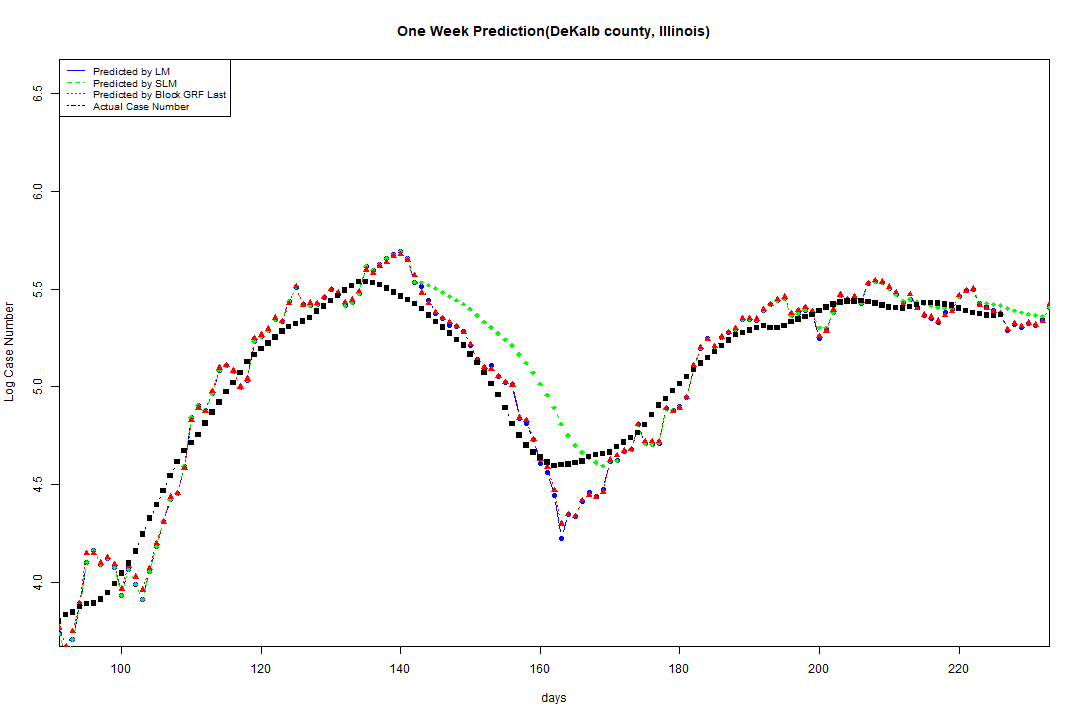 One Week Prediction(DeKalb county, Illinois)
Predicted by LM
Predicted by SLM
Predicted by Block GRF Last
Actual Case Number
6.5
6.0
5.5
5.0
4.5
4.0
Log Case Number
100 120 140 160 180 200 220
days